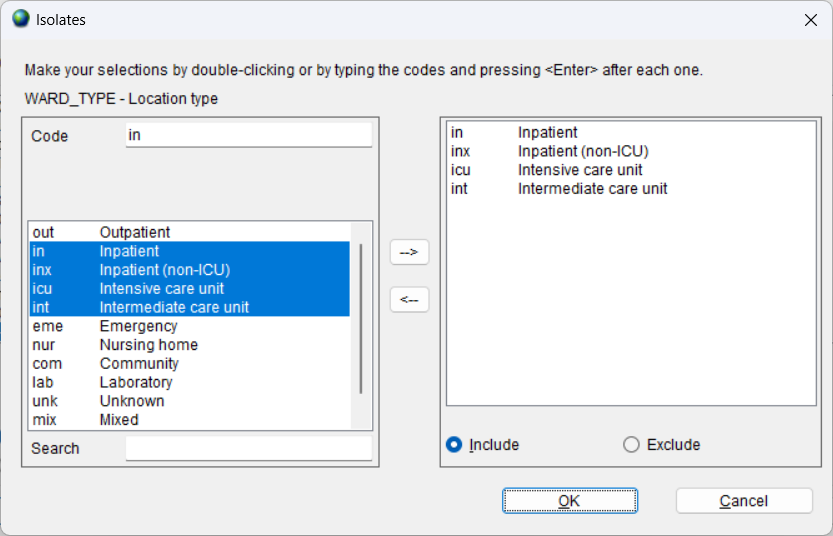 Isolates
Make your selections by double-clicking or by typing the codes and pressing <Enter> after each one.
WARD_TYPE - Location type
Code in
out Outpatient
in Inpatient
inx Inpatient (non-ICU)
icu Intensive care unit
int Intermediate care unit
eme Emergency
nur Nursing home
com Community
lab Laboratory
unk Unknown
mix Mixed
Search
-->
<--
in Inpatient
inx Inpatient (non-ICU)
icu Intensive care unit
int Intermediate care unit
Include Exclude
OK Cancel